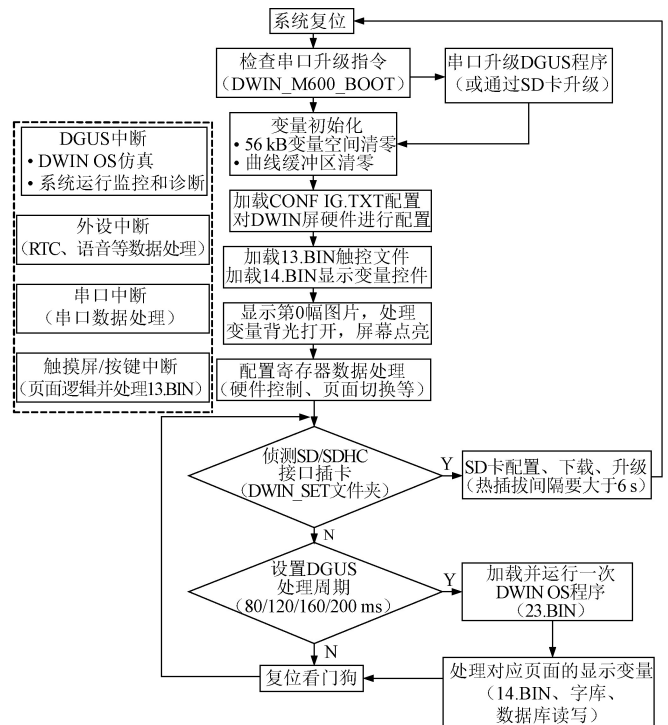 系统复位
检查串口升级指令
(DWIN_M600_BOOT)
串口升级DGUS程序
(或通过SD卡升级)
变量初始化
• 56 kB变量空间清零
• 曲线缓冲区清零
DGUS中断
• DWIN OS仿真
• 系统运行监控和诊断
外设中断
(RTC、语音等数据处理)
串口中断
(串口数据处理)
触摸屏/按键中断
(页面逻辑并处理13.BIN)
加载CONF IG.TXT配置
对DWIN屏硬件进行配置
加载13.BIN触控文件
加载14.BIN显示变量控件
显示第0幅图片，处理
变量背光打开，屏幕点亮
配置寄存器数据处理
(硬件控制、页面切换等)
侦测SD/SDHC
接口插卡
(DWIN_SET文件夹)
Y
SD卡配置、下载、升级
(热插拔间隔要大于6 s)
N
设置DGUS
处理周期
(80/120/160/200 ms)
Y
加载并运行一次
DWIN OS程序
(23.BIN)
N
复位看门狗
处理对应页面的显示变量
(14.BIN、字库、
数据库读写)